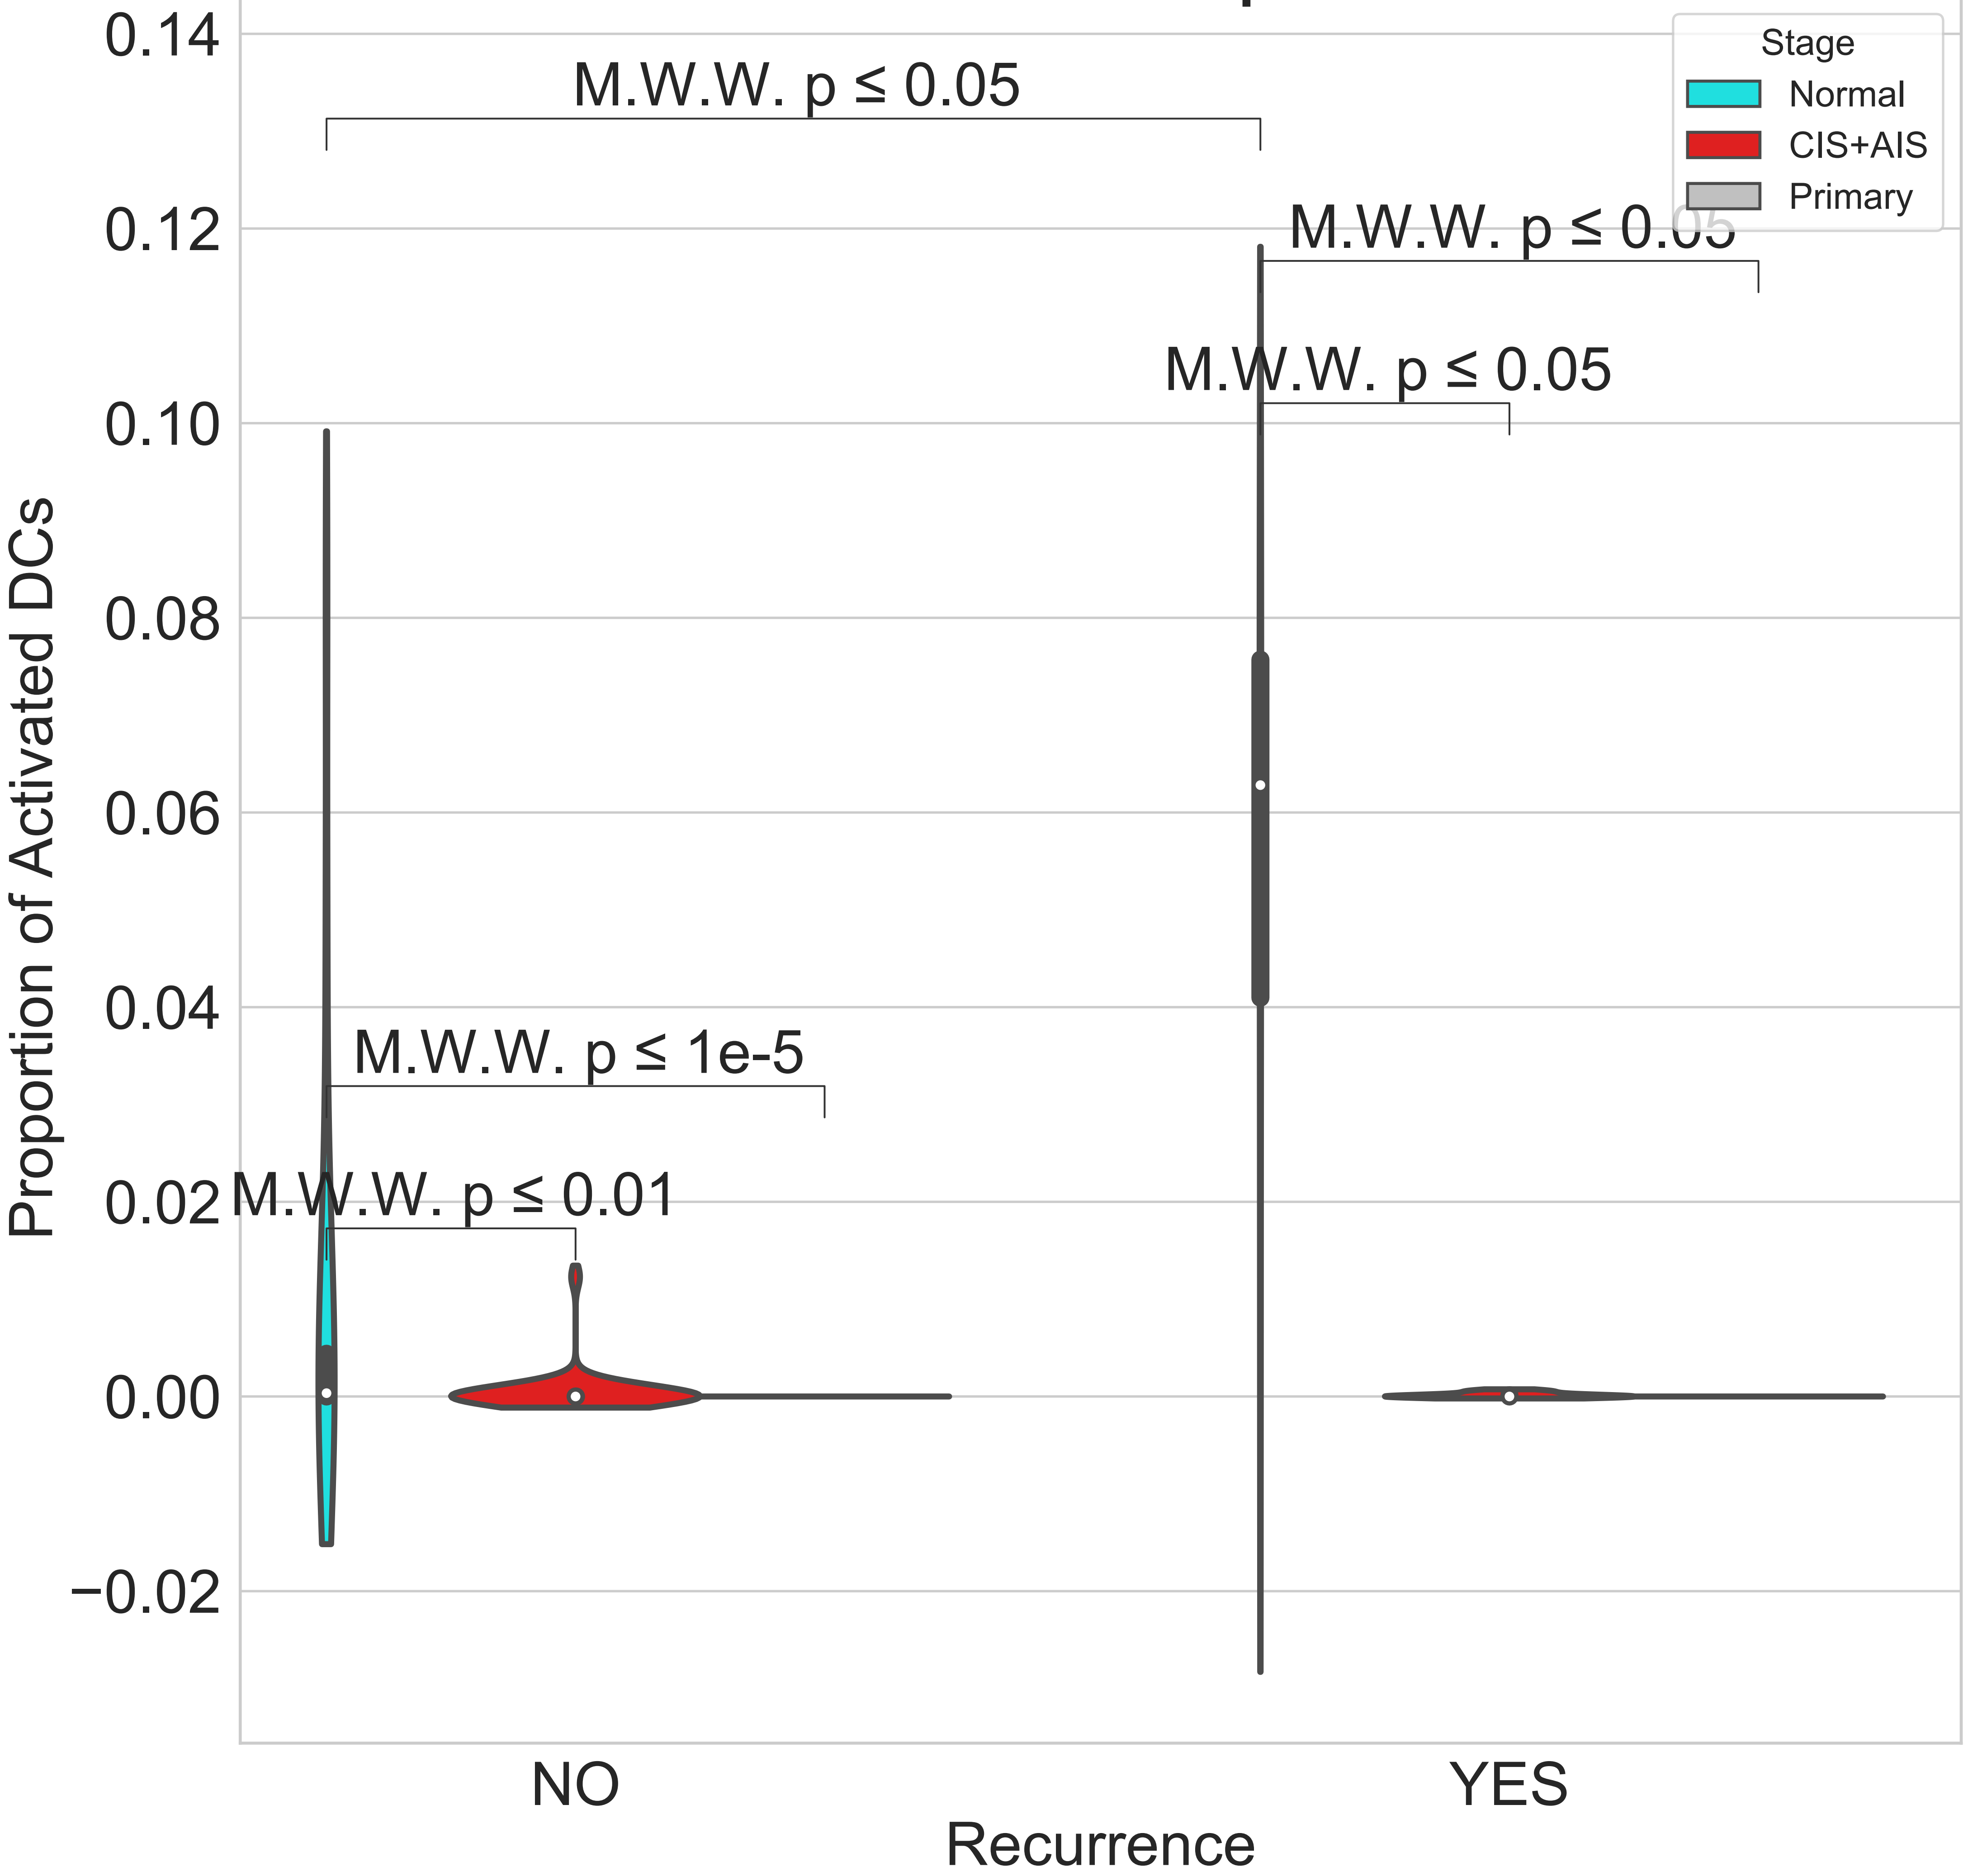 0.14
M.W.W. p ≤ 0.05
Stage
Normal
CIS+AIS
Primary
0.12
M.W.W. p ≤ 0.05
M.W.W. p ≤ 0.05
0.10
0.08
0.06
0.04
M.W.W. p ≤ 1e-5
0.02
M.W.W. p ≤ 0.01
0.00
−0.02
Proportion of Activated DCs
NO
YES
Recurrence